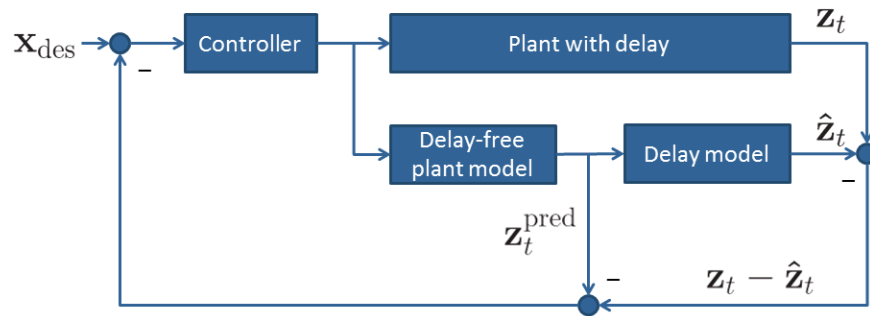 x_des
Controller
Plant with delay
z_t
–
Delay-free
plant model
Delay model
ẑ_t
–
z_t^pred
–
z_t − ẑ_t